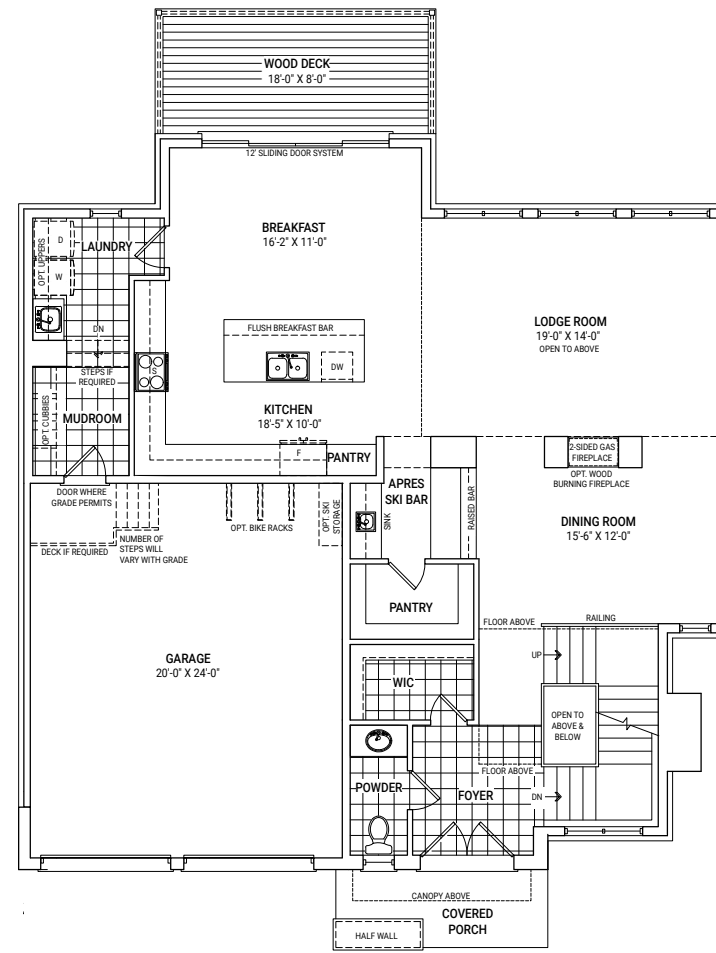 WOOD DECK
18'-0" X 8'-0"
12' SLIDING DOOR SYSTEM
BREAKFAST
16'-2" X 11'-0"
LAUNDRY
D
W
OPT. UPPERS
DN
STEPS IF
REQUIRED
FLUSH BREAKFAST BAR
DW
S
LODGE ROOM
19'-0" X 14'-0"
OPEN TO ABOVE
KITCHEN
18'-5" X 10'-0"
MUDROOM
OPT. CUBBIES
F
PANTRY
2-SIDED GAS
FIREPLACE
OPT. WOOD
BURNING FIREPLACE
APRES
SKI BAR
SINK
RAISED BAR
DOOR WHERE
GRADE PERMITS
DECK IF REQUIRED
NUMBER OF
STEPS WILL
VARY WITH GRADE
OPT. BIKE RACKS
OPT. SKI
STORAGE
DINING ROOM
15'-6" X 12'-0"
PANTRY
FLOOR ABOVE
RAILING
UP
GARAGE
20'-0" X 24'-0"
WIC
OPEN TO
ABOVE &
BELOW
FLOOR ABOVE
POWDER
FOYER
DN
CANOPY ABOVE
COVERED
PORCH
HALF WALL